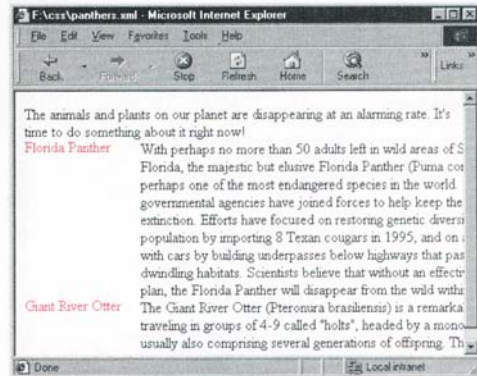 F:\css\panthers.xml - Microsoft Internet Explorer
File Edit View Favorites Tools Help
Back Forward Stop Refresh Home Search » Links »
The animals and plants on our planet are disappearing at an alarming rate. It's
time to do something about it right now!
Florida Panther With perhaps no more than 50 adults left in wild areas of S
Florida, the majestic but elusive Florida Panther (Puma cor
perhaps one of the most endangered species in the world.
governmental agencies have joined forces to help keep the
extinction. Efforts have focused on restoring genetic diversi
population by importing 8 Texan cougars in 1995, and on
with cars by building underpasses below highways that pas
dwindling habitats. Scientists believe that without an effecti
plan, the Florida Panther will disappear from the wild withi
Giant River Otter The Giant River Otter (Pteronura brasiliensis) is a remarka
traveling in groups of 4-9 called "holts", headed by a mono
usually also comprising several generations of offspring. Th
Done Local intranet